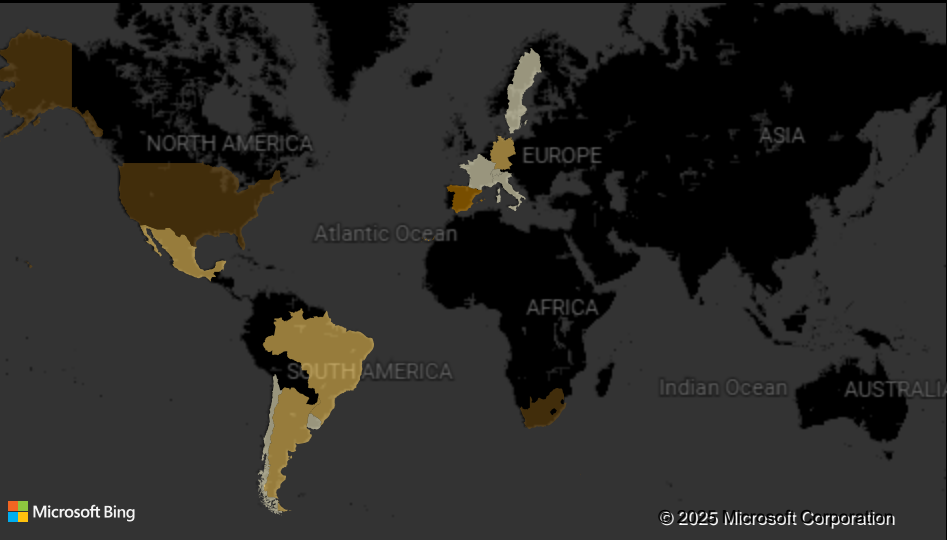 NORTH AMERICA
ASIA
EUROPE
Atlantic Ocean
AFRICA
SOUTH AMERICA
Indian Ocean
AUSTRALIA
Microsoft Bing
© 2025 Microsoft Corporation